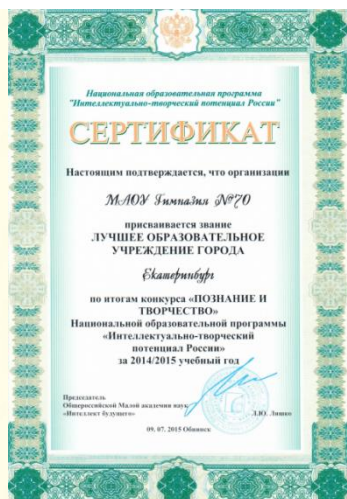 Национальная образовательная программа
"Интеллектуально-творческий потенциал России"
СЕРТИФИКАТ
Настоящим подтверждается, что организации
МАОУ Гимназия №70
присваивается звание
ЛУЧШЕЕ ОБРАЗОВАТЕЛЬНОЕ
УЧРЕЖДЕНИЕ ГОРОДА
Екатеринбург
по итогам конкурса «ПОЗНАНИЕ И
ТВОРЧЕСТВО»
Национальной образовательной программы
«Интеллектуально-творческий
потенциал России»
за 2014/2015 учебный год
Председатель
Общероссийской Малой академии наук
«Интеллект будущего»
Л.Ю. Ляшко
09. 07. 2015 Обнинск